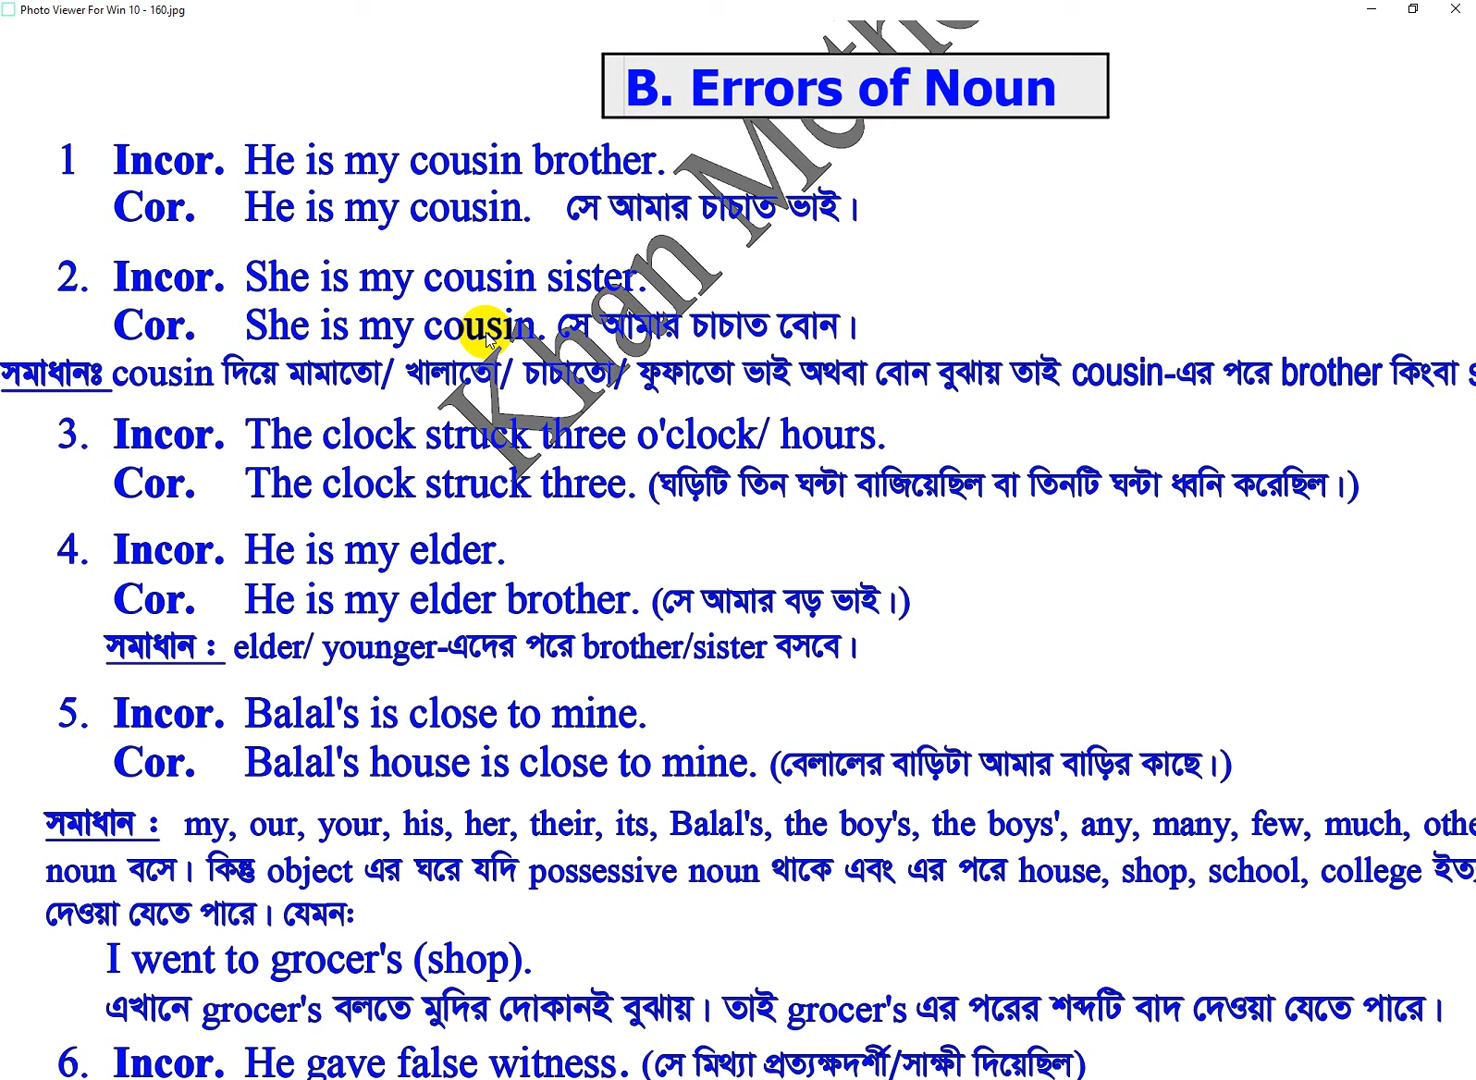 Photo Viewer For Win 10 - 160.jpg
B. Errors of Noun
1 Incor. He is my cousin brother.
Cor. He is my cousin. সে আমার চাচাত ভাই।
2. Incor. She is my cousin sister.
Cor. She is my cousin. সে আমার চাচাত বোন।
সমাধানঃ cousin দিয়ে মামাতো/ খালাতো/ চাচাতো/ ফুফাতো ভাই অথবা বোন বুঝায় তাই cousin-এর পরে brother কিংবা
3. Incor. The clock struck three o'clock/ hours.
Cor. The clock struck three. (ঘড়িটি তিন ঘন্টা বাজিয়েছিল বা তিনটি ঘন্টা ধ্বনি করেছিল।)
4. Incor. He is my elder.
Cor. He is my elder brother. (সে আমার বড় ভাই।)
সমাধান : elder/ younger-এদের পরে brother/sister বসবে।
5. Incor. Balal's is close to mine.
Cor. Balal's house is close to mine. (বেলালের বাড়িটা আমার বাড়ির কাছে।)
সমাধান : my, our, your, his, her, their, its, Balal's, the boy's, the boys', any, many, few, much, othe
noun বসে। কিন্তু object এর ঘরে যদি possessive noun থাকে এবং এর পরে house, shop, school, college ইত্য
দেওয়া যেতে পারে। যেমনঃ
I went to grocer's (shop).
এখানে grocer's বলতে মুদির দোকানই বুঝায়। তাই grocer's এর পরের শব্দটি বাদ দেওয়া যেতে পারে।
6. Incor. He gave false witness. (সে মিথ্যা প্রত্যক্ষদর্শী/সাক্ষী দিয়েছিল)
Khan Moth